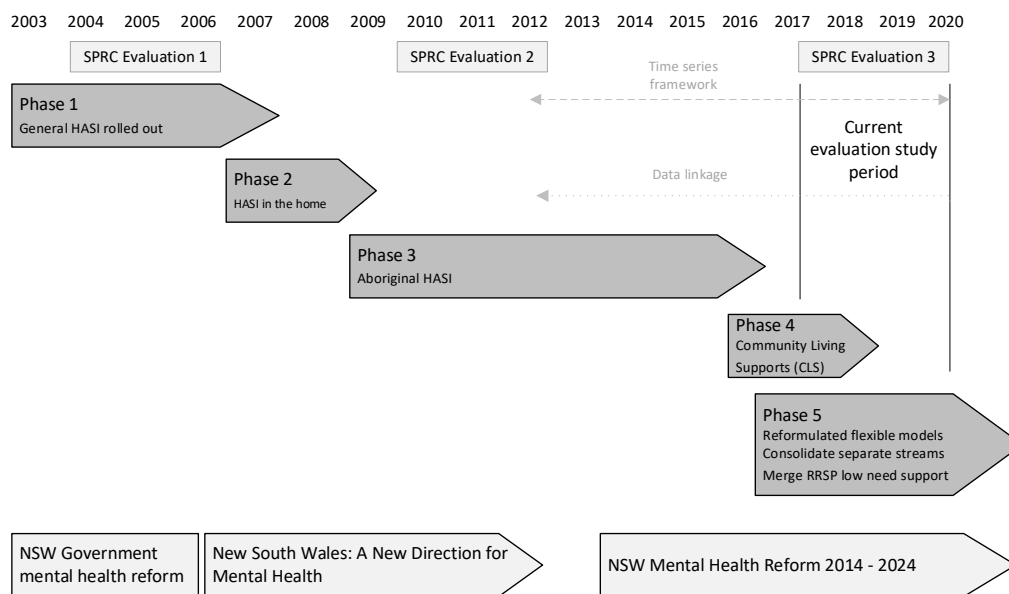 2003 2004 2005 2006 2007 2008 2009 2010 2011 2012 2013 2014 2015 2016 2017 2018 2019 2020
SPRC Evaluation 1
SPRC Evaluation 2
SPRC Evaluation 3
Time series
framework
Phase 1
General HASI rolled out
Current
evaluation study
period
Phase 2
HASI in the home
Data linkage
Phase 3
Aboriginal HASI
Phase 4
Community Living
Supports (CLS)
Phase 5
Reformulated flexible models
Consolidate separate streams
Merge RRSP low need support
NSW Government
mental health reform
New South Wales: A New Direction for
Mental Health
NSW Mental Health Reform 2014 - 2024